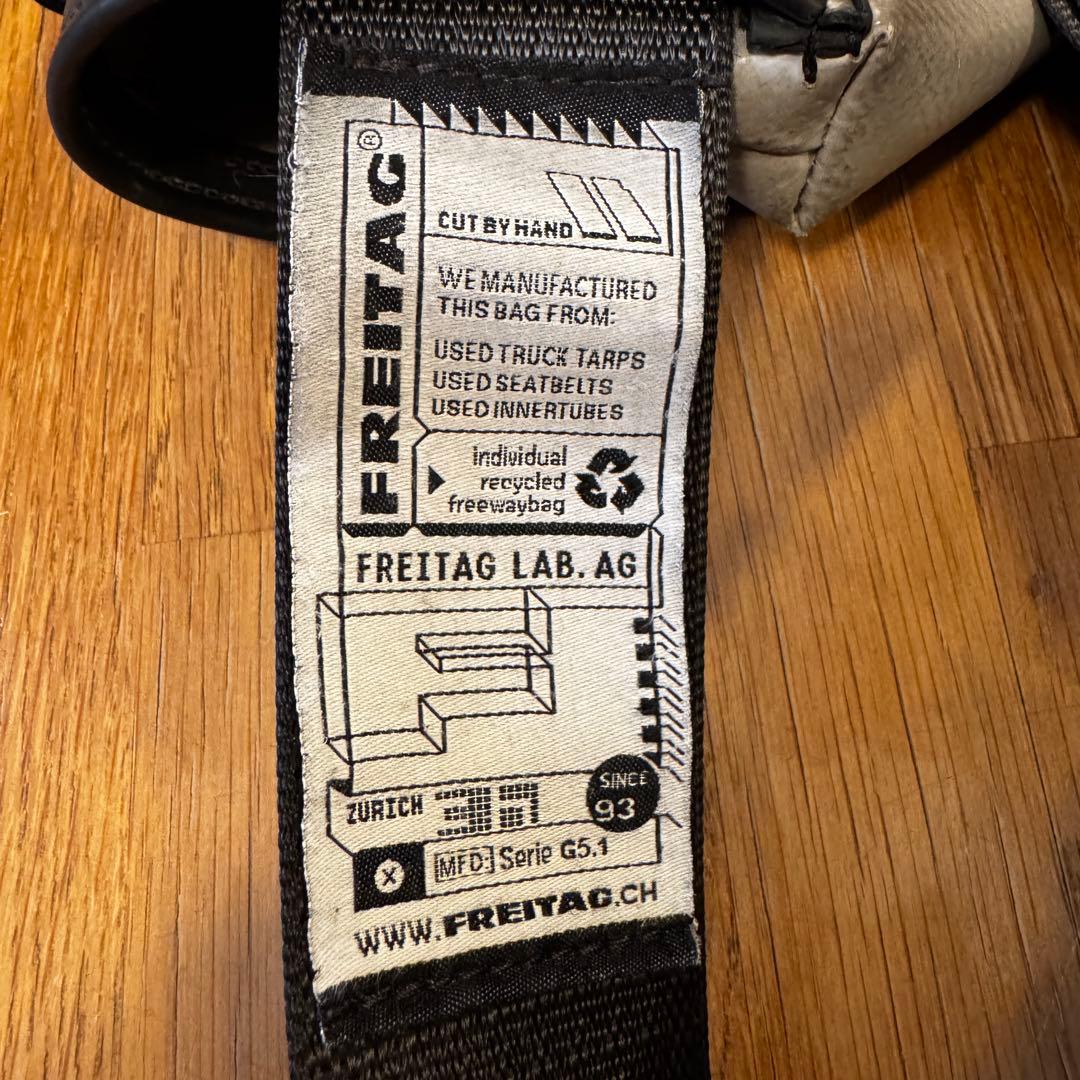 FREITAG®
CUT BY HAND
WE MANUFACTURED
THIS BAG FROM:
USED TRUCK TARPS
USED SEATBELTS
USED INNERTUBES
individual
recycled
freewaybag
FREITAG LAB. AG
F
ZURICH
SINCE
93
X
[MFD:] Serie G5.1
WWW.FREITAG.CH